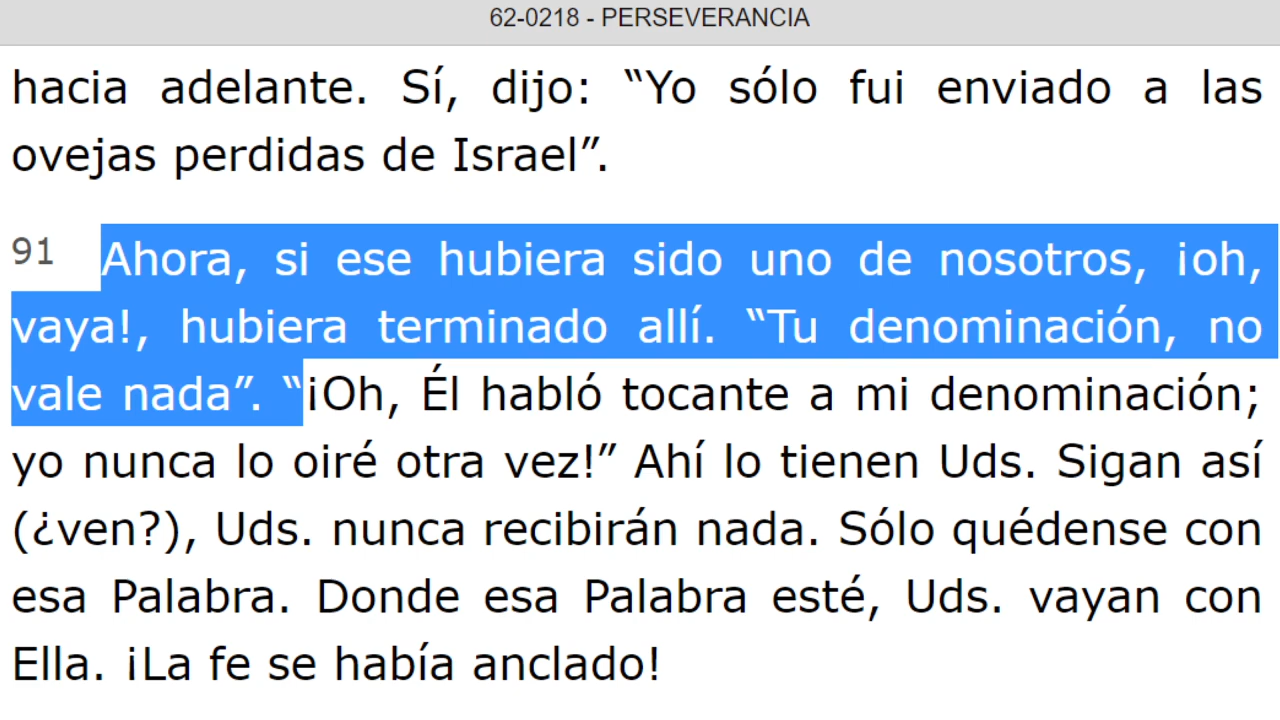 62-0218 - PERSEVERANCIA
hacia adelante. Sí, dijo: “Yo sólo fui enviado a las
ovejas perdidas de Israel”.
91 Ahora, si ese hubiera sido uno de nosotros, ¡oh,
vaya!, hubiera terminado allí. “Tu denominación, no
vale nada”. “¡Oh, Él habló tocante a mi denominación;
yo nunca lo oiré otra vez!” Ahí lo tienen Uds. Sigan así
(¿ven?), Uds. nunca recibirán nada. Sólo quédense con
esa Palabra. Donde esa Palabra esté, Uds. vayan con
Ella. ¡La fe se había anclado!